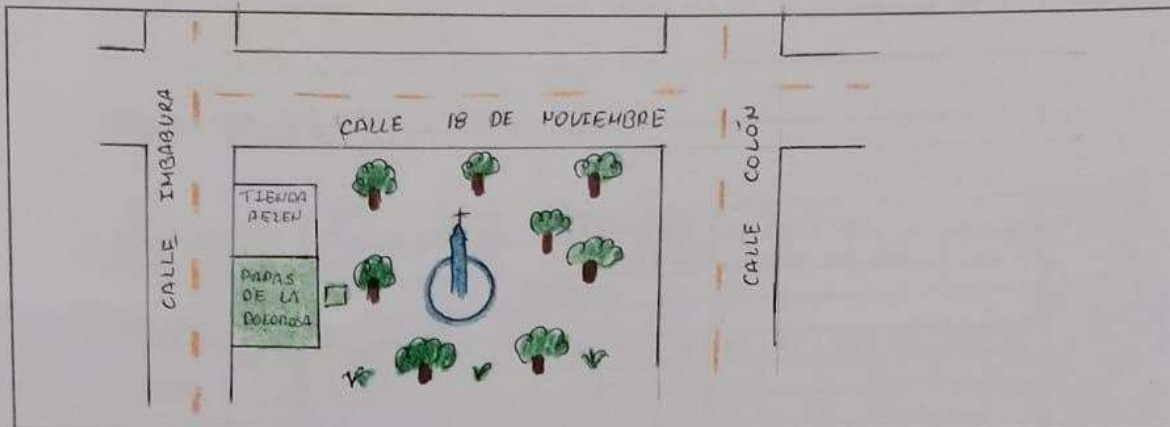 CALLE 18 DE NOVIEMBRE
CALLE IMBABURA
CALLE COLÓN
TIENDA
BELEN
PAPAS
DE LA
DOLOROSA